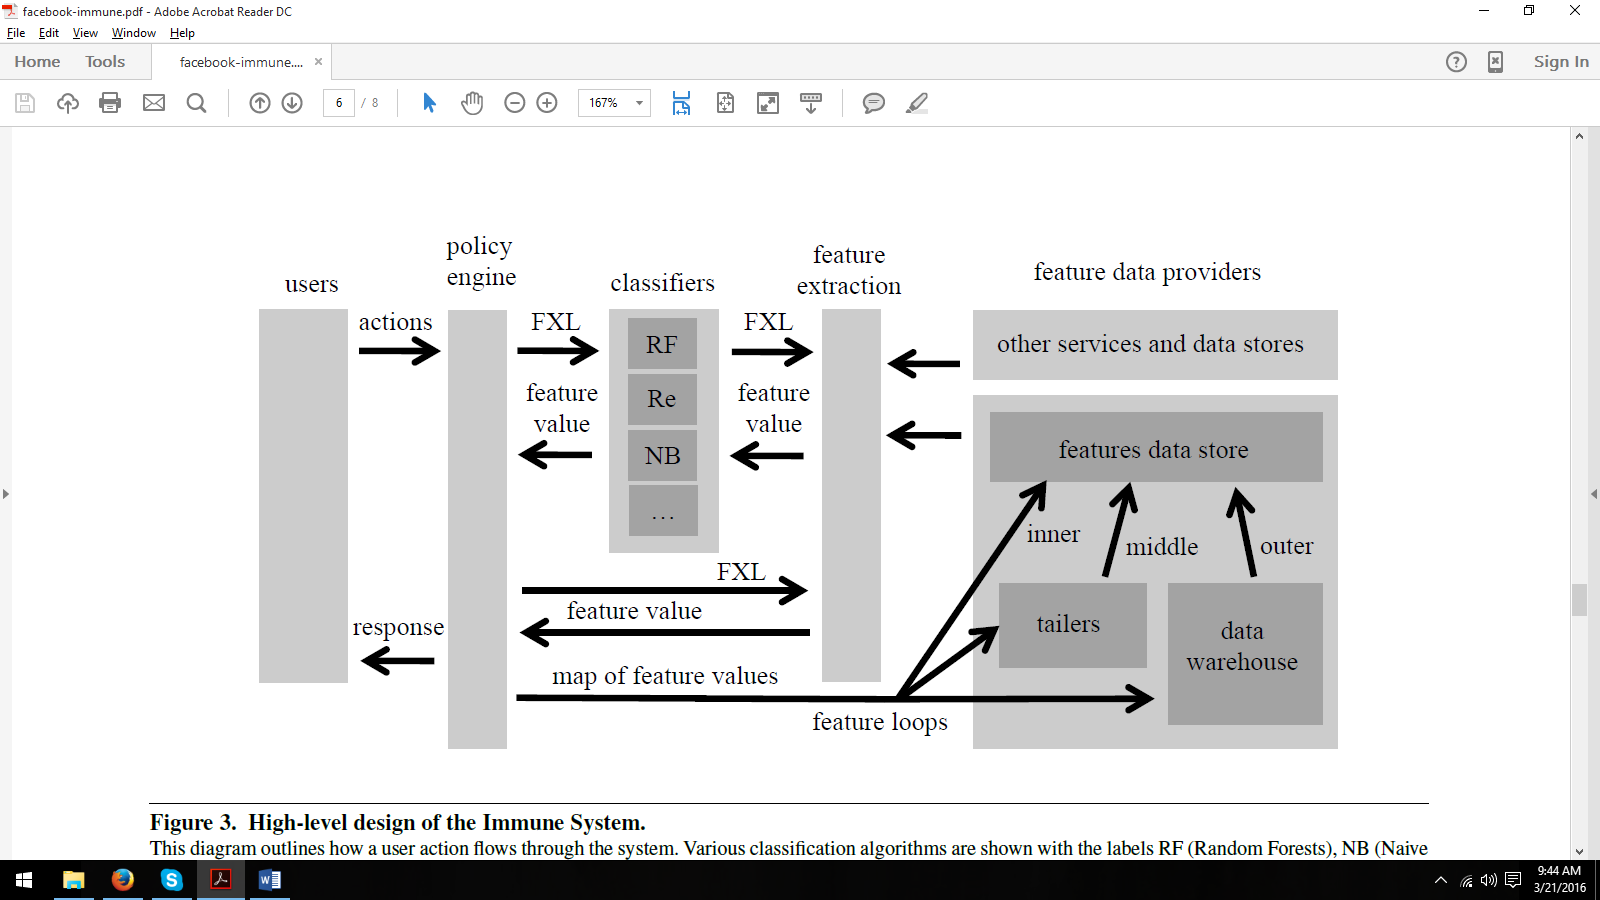 facebook-immune.pdf - Adobe Acrobat Reader DC
File Edit View Window Help
Home Tools facebook-immune.... × Sign In
6 / 8 167%
users
policy
engine
classifiers
feature
extraction
feature data providers
actions
FXL
RF
FXL
other services and data stores
feature
value
Re
feature
value
NB
features data store
…
inner
middle
outer
FXL
feature value
response
tailers
data
warehouse
map of feature values
feature loops
Figure 3. High-level design of the Immune System.
This diagram outlines how a user action flows through the system. Various classification algorithms are shown with the labels RF (Random Forests), NB (Naive
9:44 AM
3/21/2016